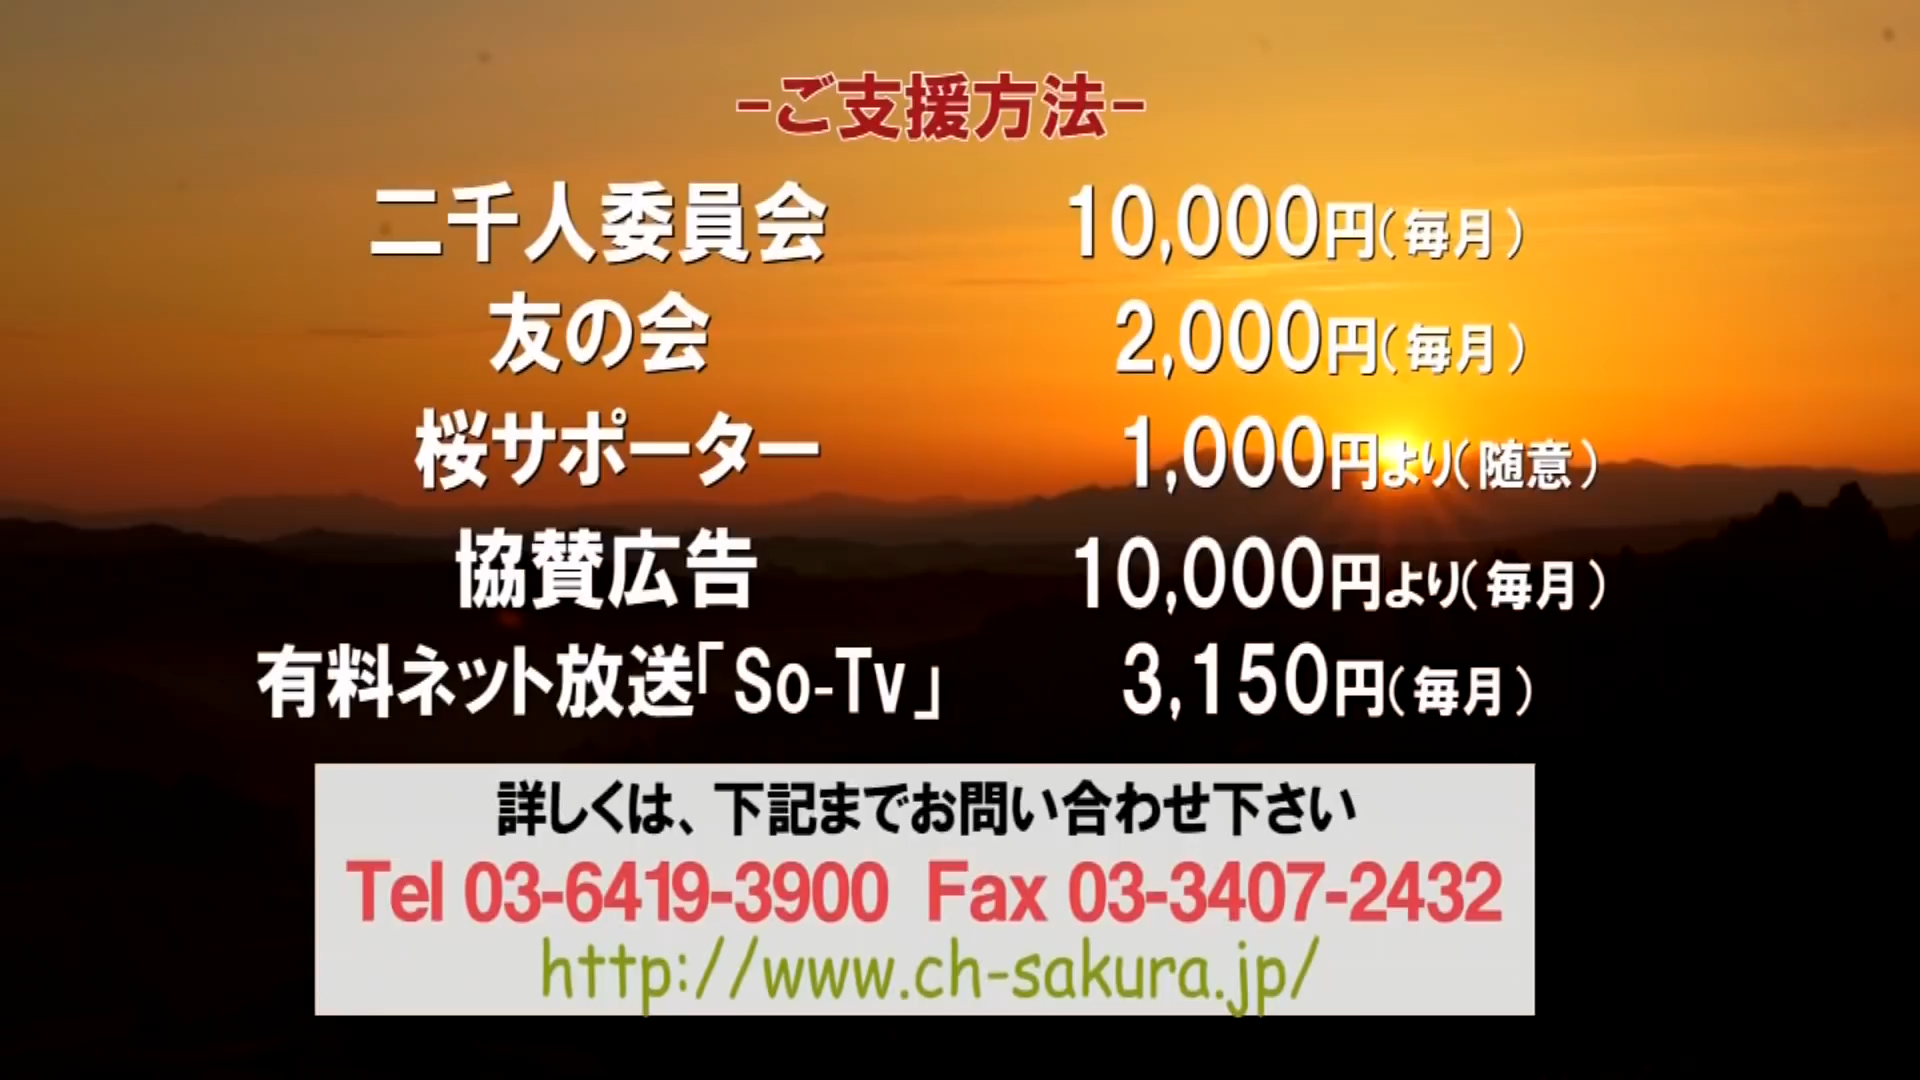 -ご支援方法-
二千人委員会 10,000円(毎月)
友の会 2,000円(毎月)
桜サポーター 1,000円より(随意)
協賛広告 10,000円より(毎月)
有料ネット放送「So-Tv」 3,150円(毎月)
詳しくは、下記までお問い合わせ下さい
Tel 03-6419-3900 Fax 03-3407-2432
http://www.ch-sakura.jp/